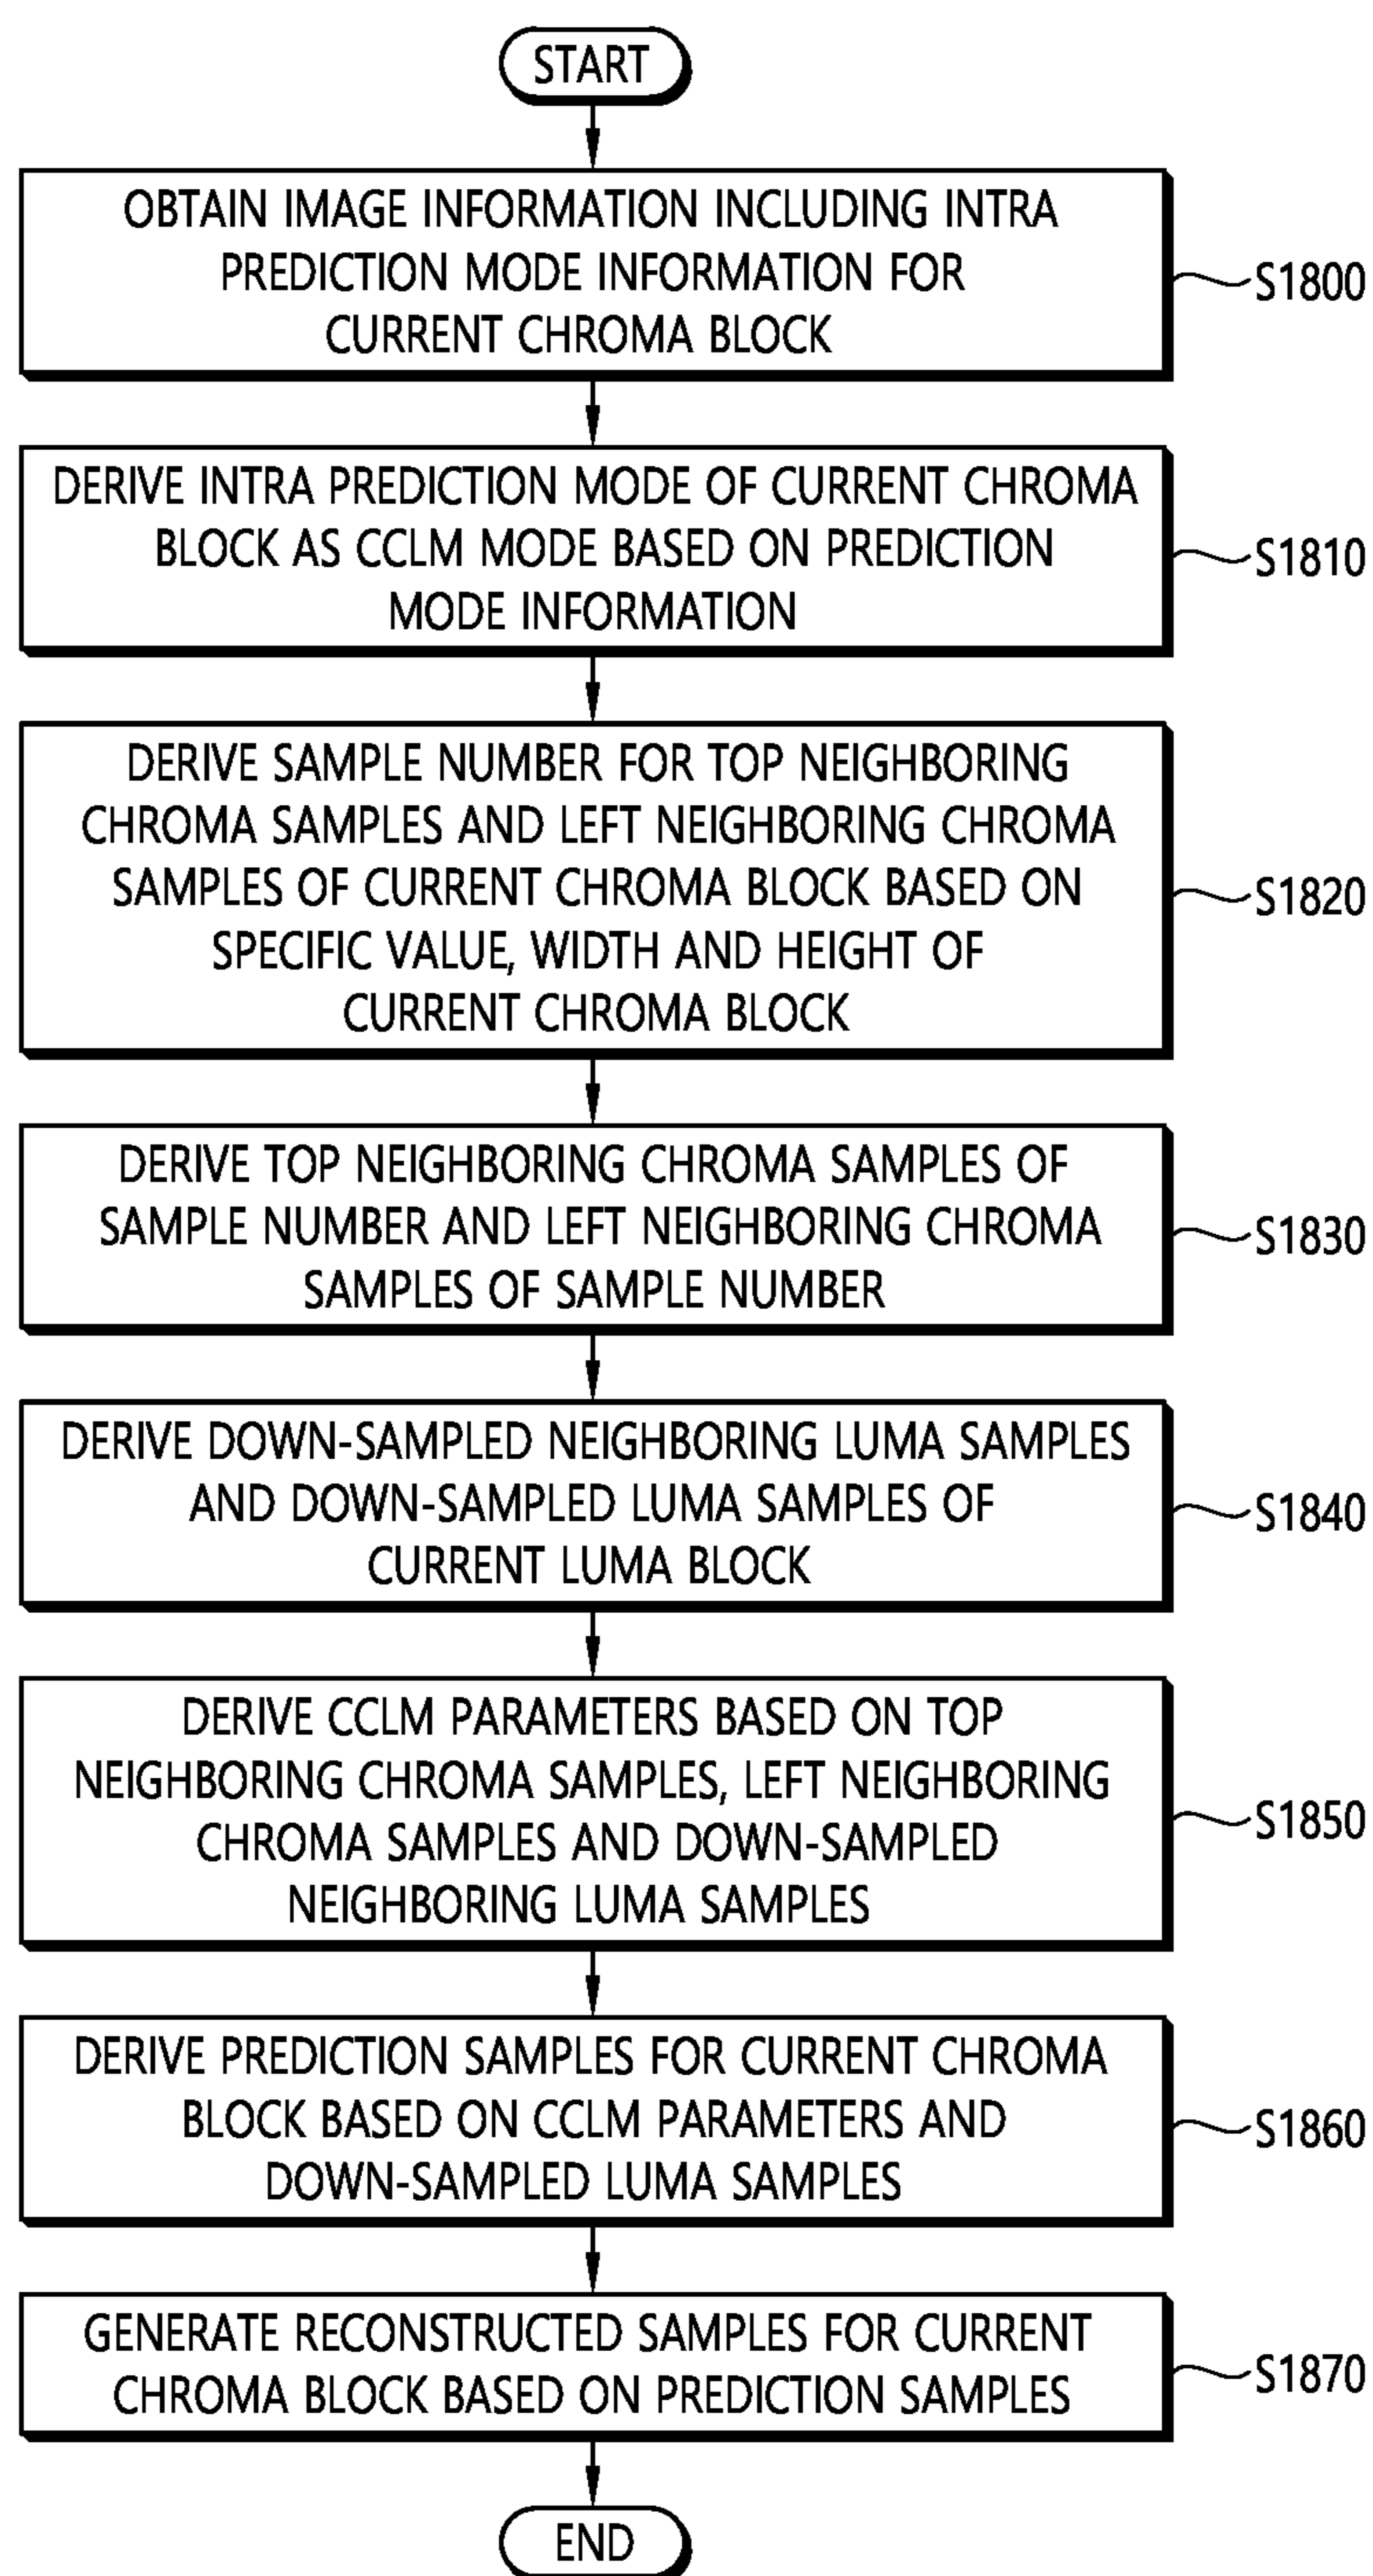 START
OBTAIN IMAGE INFORMATION INCLUDING INTRA
PREDICTION MODE INFORMATION FOR
CURRENT CHROMA BLOCK
S1800
DERIVE INTRA PREDICTION MODE OF CURRENT CHROMA
BLOCK AS CCLM MODE BASED ON PREDICTION
MODE INFORMATION
S1810
DERIVE SAMPLE NUMBER FOR TOP NEIGHBORING
CHROMA SAMPLES AND LEFT NEIGHBORING CHROMA
SAMPLES OF CURRENT CHROMA BLOCK BASED ON
SPECIFIC VALUE, WIDTH AND HEIGHT OF
CURRENT CHROMA BLOCK
S1820
DERIVE TOP NEIGHBORING CHROMA SAMPLES OF
SAMPLE NUMBER AND LEFT NEIGHBORING CHROMA
SAMPLES OF SAMPLE NUMBER
S1830
DERIVE DOWN-SAMPLED NEIGHBORING LUMA SAMPLES
AND DOWN-SAMPLED LUMA SAMPLES OF
CURRENT LUMA BLOCK
S1840
DERIVE CCLM PARAMETERS BASED ON TOP
NEIGHBORING CHROMA SAMPLES, LEFT NEIGHBORING
CHROMA SAMPLES AND DOWN-SAMPLED
NEIGHBORING LUMA SAMPLES
S1850
DERIVE PREDICTION SAMPLES FOR CURRENT CHROMA
BLOCK BASED ON CCLM PARAMETERS AND
DOWN-SAMPLED LUMA SAMPLES
S1860
GENERATE RECONSTRUCTED SAMPLES FOR CURRENT
CHROMA BLOCK BASED ON PREDICTION SAMPLES
S1870
END